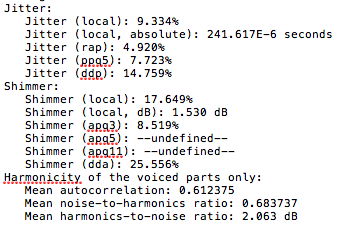 Jitter:
Jitter (local): 9.334%
Jitter (local, absolute): 241.617E-6 seconds
Jitter (rap): 4.920%
Jitter (ppq5): 7.723%
Jitter (ddp): 14.759%
Shimmer:
Shimmer (local): 17.649%
Shimmer (local, dB): 1.530 dB
Shimmer (apq3): 8.519%
Shimmer (apq5): --undefined--
Shimmer (apq11): --undefined--
Shimmer (dda): 25.556%
Harmonicity of the voiced parts only:
Mean autocorrelation: 0.612375
Mean noise-to-harmonics ratio: 0.683737
Mean harmonics-to-noise ratio: 2.063 dB